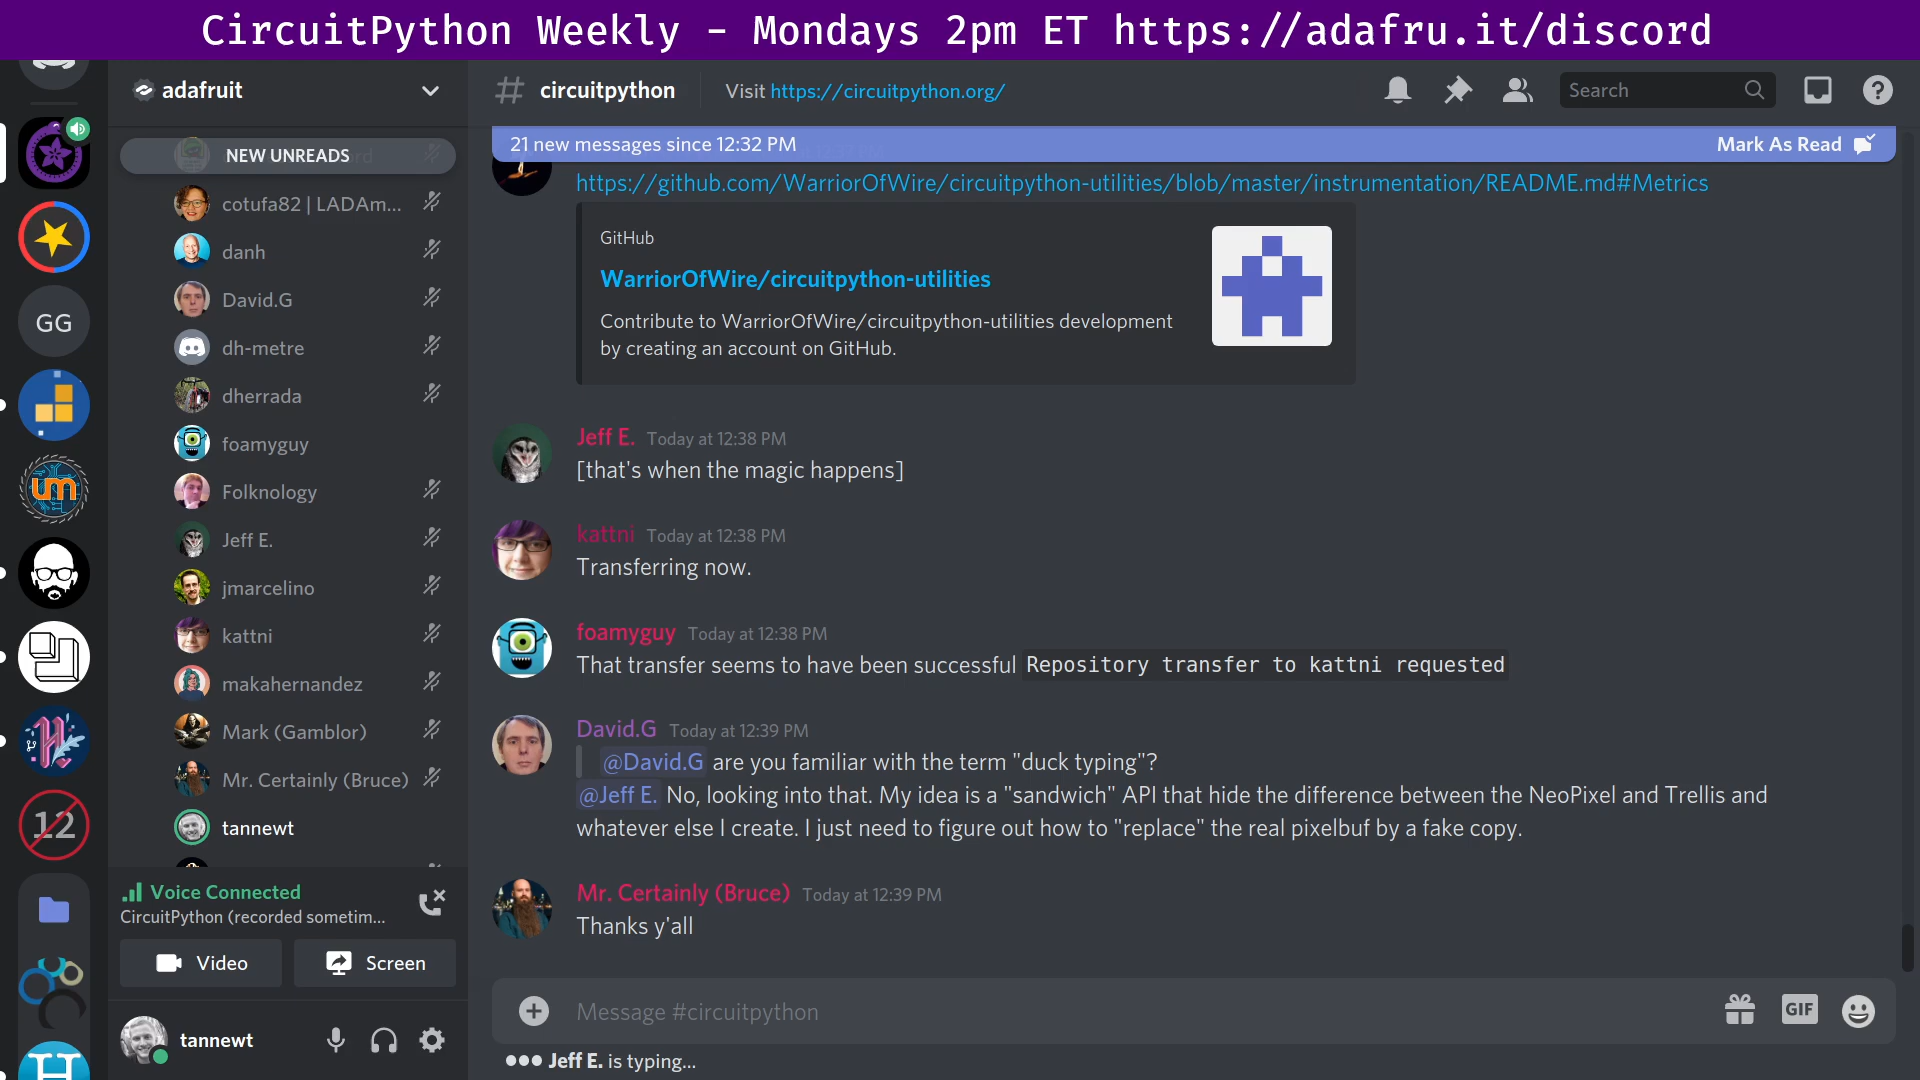 CircuitPython Weekly – Mondays 2pm ET https://adafru.it/discord
adafruit
# circuitpython
Visit https://circuitpython.org/
Search
NEW UNREADS
cotufa82 | LADAm...
danh
David.G
GG
dh-metre
dherrada
foamyguy
um
Folknology
Jeff E.
jmarcelino
kattni
makahernandez
Mark (Gamblor)
Mr. Certainly (Bruce)
12
tannewt
Voice Connected
CircuitPython (recorded sometim...
Video
Screen
tannewt
21 new messages since 12:32 PM
Mark As Read
https://github.com/WarriorOfWire/circuitpython-utilities/blob/master/instrumentation/README.md#Metrics
GitHub
WarriorOfWire/circuitpython-utilities
Contribute to WarriorOfWire/circuitpython-utilities development
by creating an account on GitHub.
Jeff E. Today at 12:38 PM
[that's when the magic happens]
kattni Today at 12:38 PM
Transferring now.
foamyguy Today at 12:38 PM
That transfer seems to have been successful Repository transfer to kattni requested
David.G Today at 12:39 PM
@David.G are you familiar with the term "duck typing"?
@Jeff E. No, looking into that. My idea is a "sandwich" API that hide the difference between the NeoPixel and Trellis and
whatever else I create. I just need to figure out how to "replace" the real pixelbuf by a fake copy.
Mr. Certainly (Bruce) Today at 12:39 PM
Thanks y'all
Message #circuitpython
GIF
Jeff E. is typing...